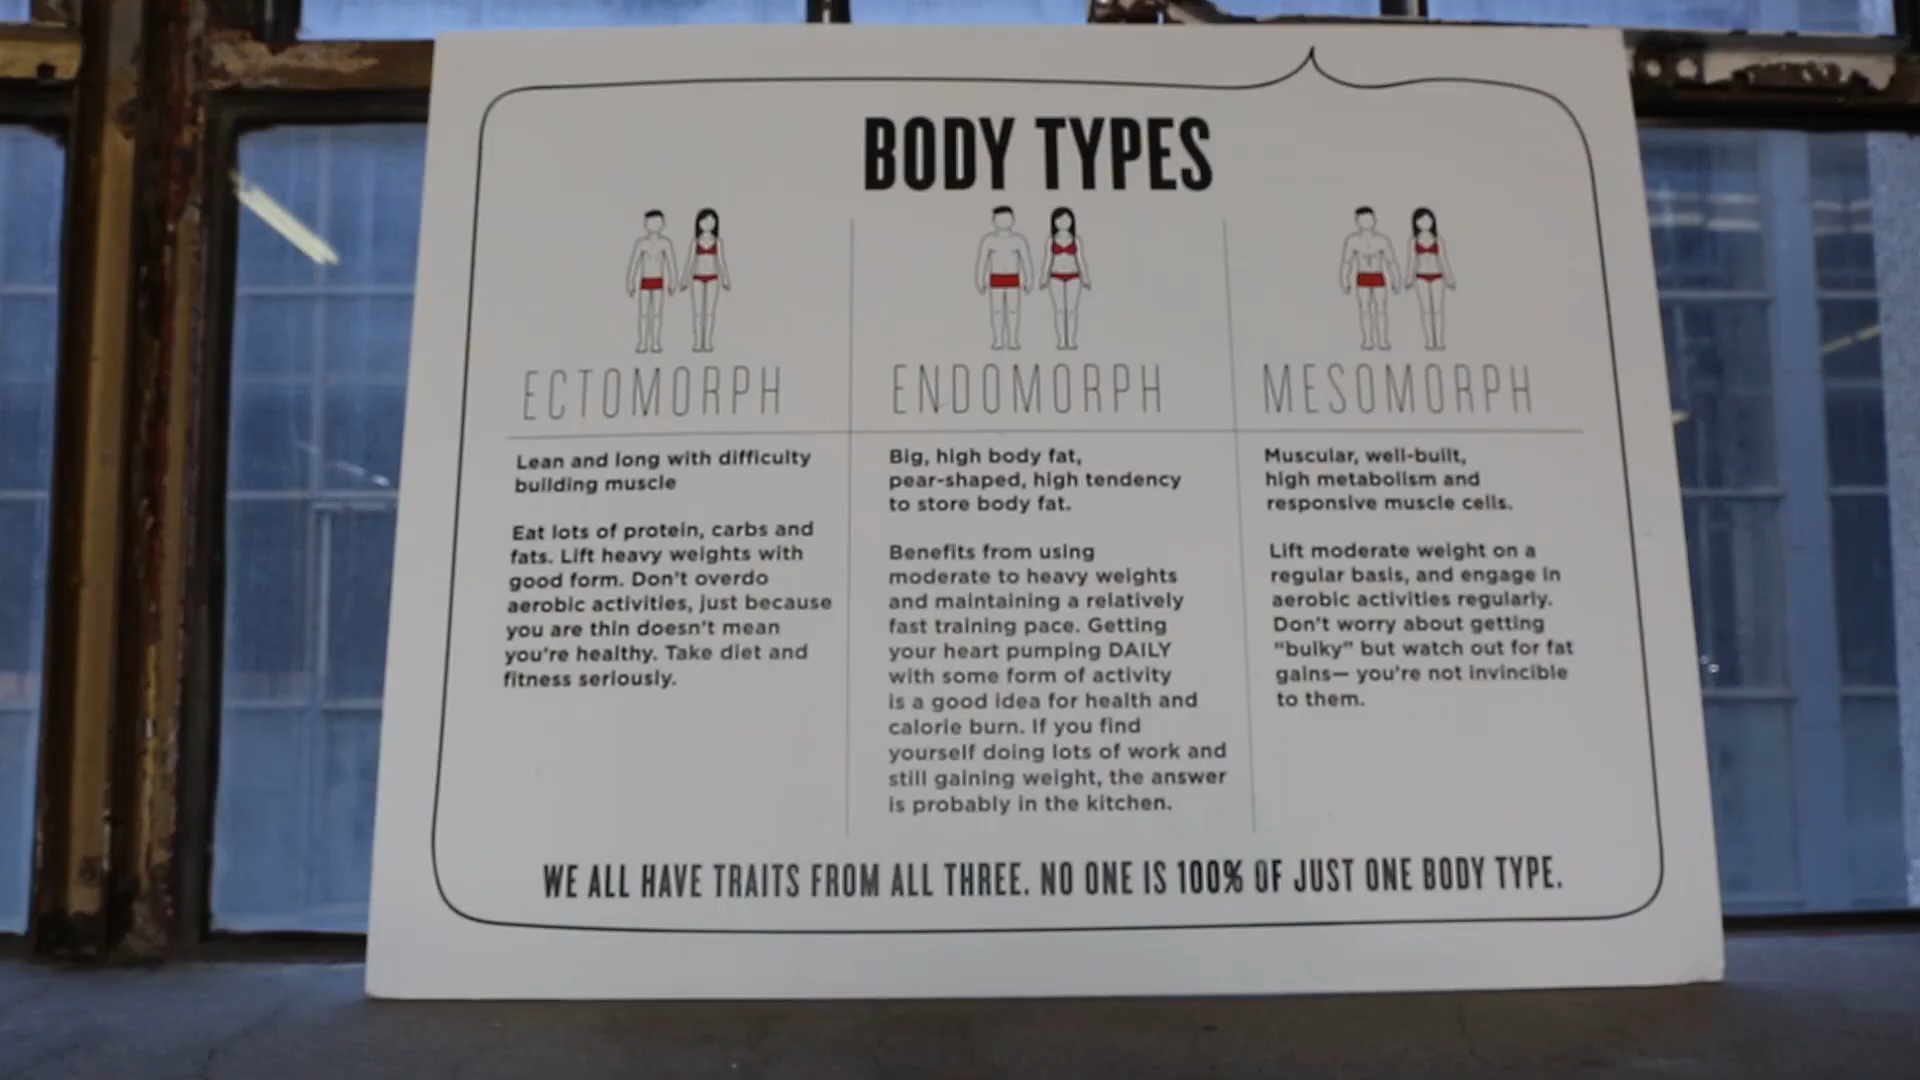 BODY TYPES
ECTOMORPH
Lean and long with difficulty
building muscle
Eat lots of protein, carbs and
fats. Lift heavy weights with
good form. Don't overdo
aerobic activities, just because
you are thin doesn't mean
you're healthy. Take diet and
fitness seriously.
ENDOMORPH
Big, high body fat,
pear-shaped, high tendency
to store body fat.
Benefits from using
moderate to heavy weights
and maintaining a relatively
fast training pace. Getting
your heart pumping DAILY
with some form of activity
is a good idea for health and
calorie burn. If you find
yourself doing lots of work and
still gaining weight, the answer
is probably in the kitchen.
MESOMORPH
Muscular, well-built,
high metabolism and
responsive muscle cells.
Lift moderate weight on a
regular basis, and engage in
aerobic activities regularly.
Don't worry about getting
"bulky" but watch out for fat
gains— you're not invincible
to them.
WE ALL HAVE TRAITS FROM ALL THREE. NO ONE IS 100% OF JUST ONE BODY TYPE.